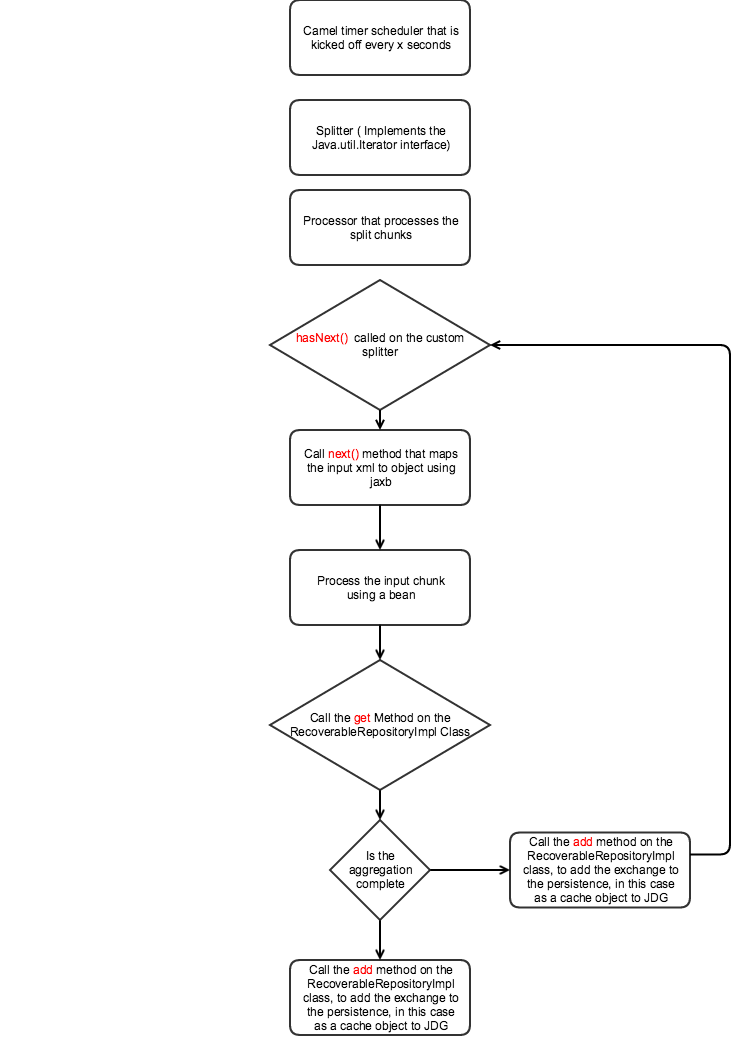 Camel timer scheduler that is
kicked off every x seconds
Splitter ( Implements the
Java.util.Iterator interface)
Processor that processes the
split chunks
hasNext() called on the custom
splitter
Call next() method that maps
the input xml to object using
jaxb
Process the input chunk
using a bean
Call the get Method on the
RecoverableRepositoryImpl Class
Is the
aggregation
complete
Call the add method on the
RecoverableRepositoryImpl
class, to add the exchange to
the persistence, in this case
as a cache object to JDG
Call the add method on the
RecoverableRepositoryImpl
class, to add the exchange to
the persistence, in this case
as a cache object to JDG